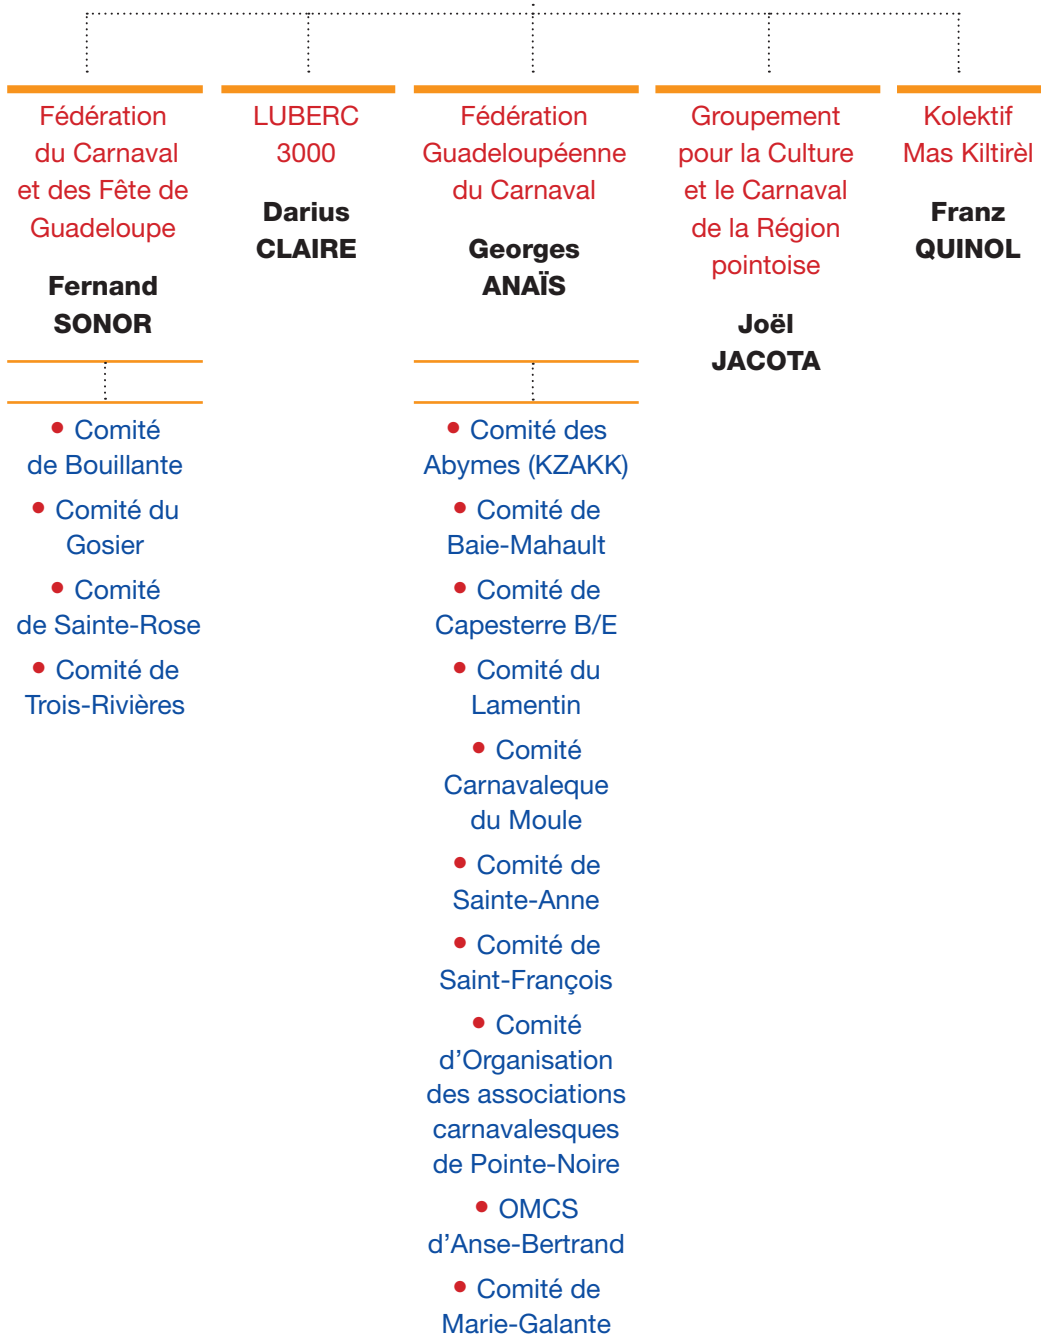 Fédération
du Carnaval
et des Fête de
Guadeloupe
Fernand
SONOR
• Comité
de Bouillante
• Comité du
Gosier
• Comité
de Sainte-Rose
• Comité de
Trois-Rivières
LUBERC
3000
Darius
CLAIRE
Fédération
Guadeloupéenne
du Carnaval
Georges
ANAÏS
• Comité des
Abymes (KZAKK)
• Comité de
Baie-Mahault
• Comité de
Capesterre B/E
• Comité du
Lamentin
• Comité
Carnavaleque
du Moule
• Comité de
Sainte-Anne
• Comité de
Saint-François
• Comité
d’Organisation
des associations
carnavalesques
de Pointe-Noire
• OMCS
d’Anse-Bertrand
• Comité de
Marie-Galante
Groupement
pour la Culture
et le Carnaval
de la Région
pointoise
Joël
JACOTA
Kolektif
Mas Kiltirèl
Franz
QUINOL